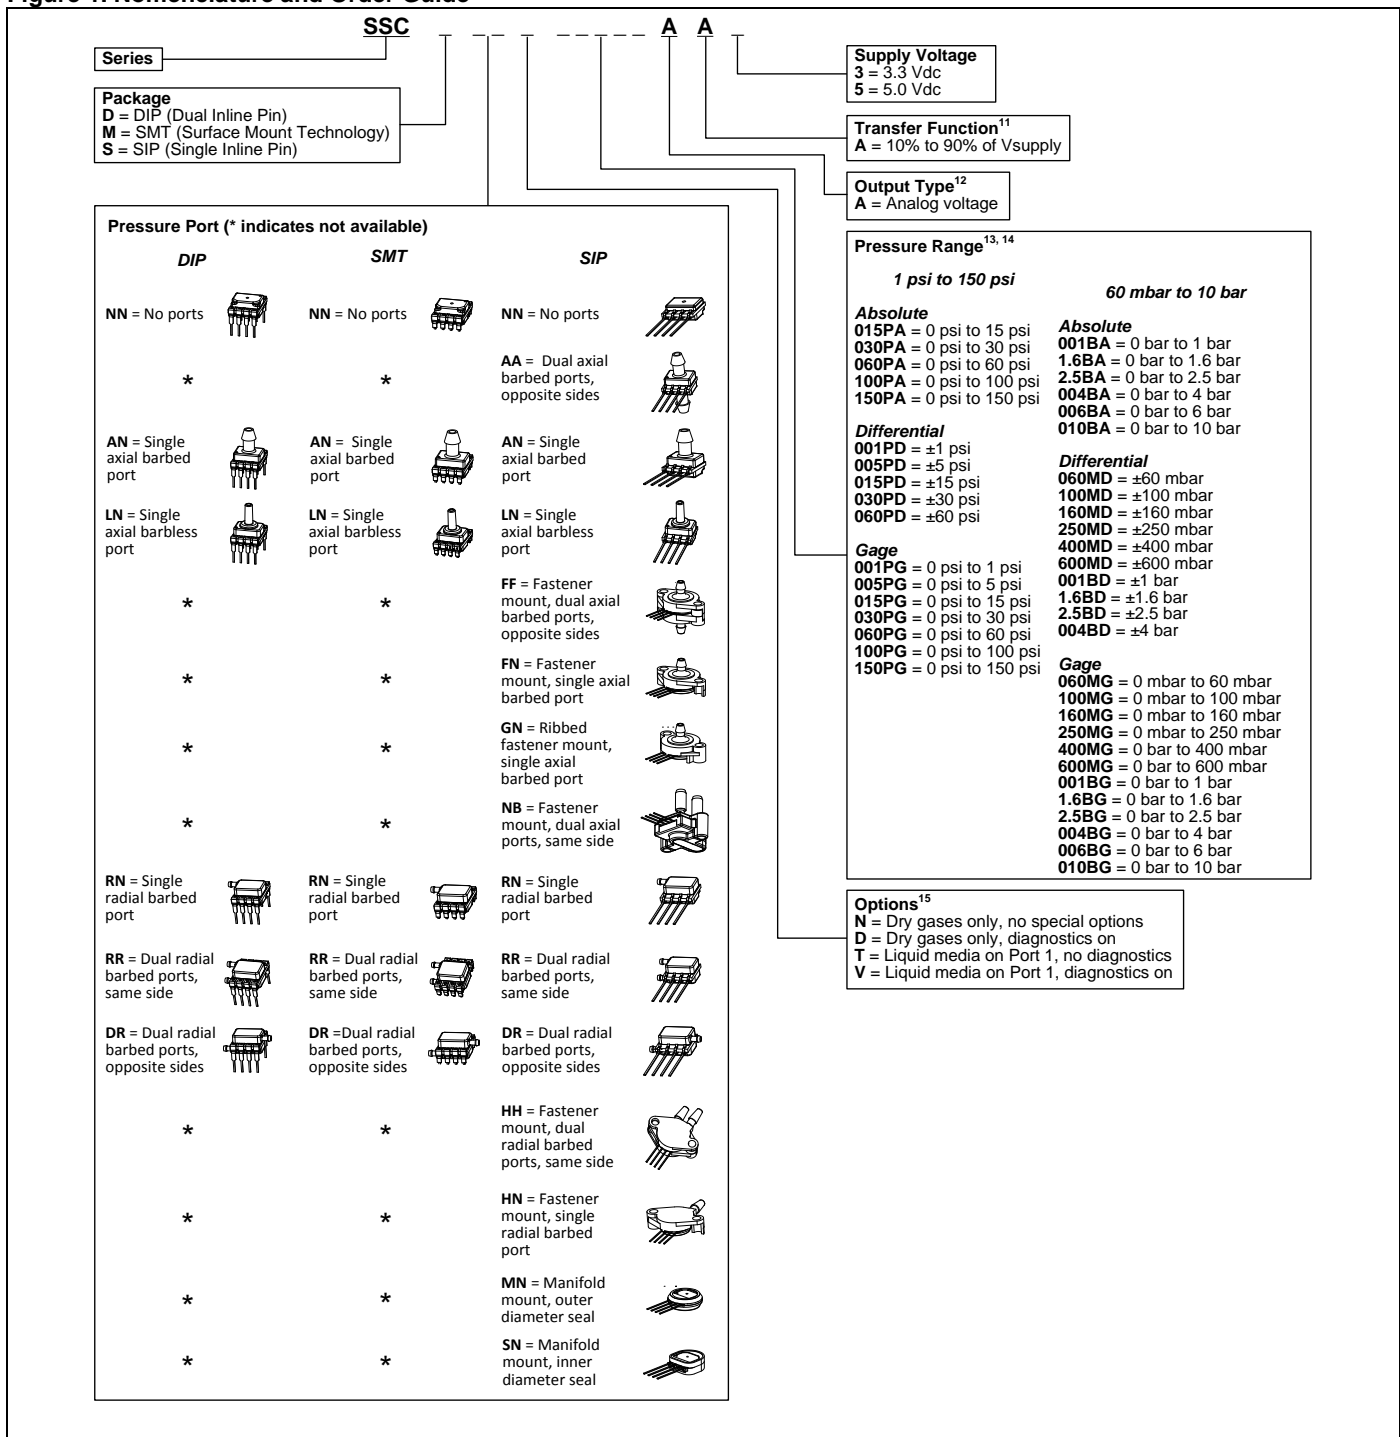 Figure 1. Nomenclature and Order Guide
SSC _ _ _ _ _ _ _ _ A A _
Series
Package
D = DIP (Dual Inline Pin)
M = SMT (Surface Mount Technology)
S = SIP (Single Inline Pin)
Supply Voltage
3 = 3.3 Vdc
5 = 5.0 Vdc
Transfer Function11
A = 10% to 90% of Vsupply
Output Type12
A = Analog voltage
Pressure Port (* indicates not available)
DIP
SMT
SIP
NN = No ports
NN = No ports
NN = No ports
*
*
AA = Dual axial
barbed ports,
opposite sides
AN = Single
axial barbed
port
AN = Single
axial barbed
port
AN = Single
axial barbed
port
LN = Single
axial barbless
port
LN = Single
axial barbless
port
LN = Single
axial barbless
port
*
*
FF = Fastener
mount, dual axial
barbed ports,
opposite sides
*
*
FN = Fastener
mount, single axial
barbed port
*
*
GN = Ribbed
fastener mount,
single axial
barbed port
*
*
NB = Fastener
mount, dual axial
ports, same side
RN = Single
radial barbed
port
RN = Single
radial barbed
port
RN = Single
radial barbed
port
RR = Dual radial
barbed ports,
same side
RR = Dual radial
barbed ports,
same side
RR = Dual radial
barbed ports,
same side
DR = Dual radial
barbed ports,
opposite sides
DR =Dual radial
barbed ports,
opposite sides
DR = Dual radial
barbed ports,
opposite sides
*
*
HH = Fastener
mount, dual
radial barbed
ports, same side
*
*
HN = Fastener
mount, single
radial barbed
port
*
*
MN = Manifold
mount, outer
diameter seal
*
*
SN = Manifold
mount, inner
diameter seal
Pressure Range13, 14
1 psi to 150 psi
Absolute
015PA = 0 psi to 15 psi
030PA = 0 psi to 30 psi
060PA = 0 psi to 60 psi
100PA = 0 psi to 100 psi
150PA = 0 psi to 150 psi
Differential
001PD = ±1 psi
005PD = ±5 psi
015PD = ±15 psi
030PD = ±30 psi
060PD = ±60 psi
Gage
001PG = 0 psi to 1 psi
005PG = 0 psi to 5 psi
015PG = 0 psi to 15 psi
030PG = 0 psi to 30 psi
060PG = 0 psi to 60 psi
100PG = 0 psi to 100 psi
150PG = 0 psi to 150 psi
60 mbar to 10 bar
Absolute
001BA = 0 bar to 1 bar
1.6BA = 0 bar to 1.6 bar
2.5BA = 0 bar to 2.5 bar
004BA = 0 bar to 4 bar
006BA = 0 bar to 6 bar
010BA = 0 bar to 10 bar
Differential
060MD = ±60 mbar
100MD = ±100 mbar
160MD = ±160 mbar
250MD = ±250 mbar
400MD = ±400 mbar
600MD = ±600 mbar
001BD = ±1 bar
1.6BD = ±1.6 bar
2.5BD = ±2.5 bar
004BD = ±4 bar
Gage
060MG = 0 mbar to 60 mbar
100MG = 0 mbar to 100 mbar
160MG = 0 mbar to 160 mbar
250MG = 0 mbar to 250 mbar
400MG = 0 bar to 400 mbar
600MG = 0 bar to 600 mbar
001BG = 0 bar to 1 bar
1.6BG = 0 bar to 1.6 bar
2.5BG = 0 bar to 2.5 bar
004BG = 0 bar to 4 bar
006BG = 0 bar to 6 bar
010BG = 0 bar to 10 bar
Options15
N = Dry gases only, no special options
D = Dry gases only, diagnostics on
T = Liquid media on Port 1, no diagnostics
V = Liquid media on Port 1, diagnostics on